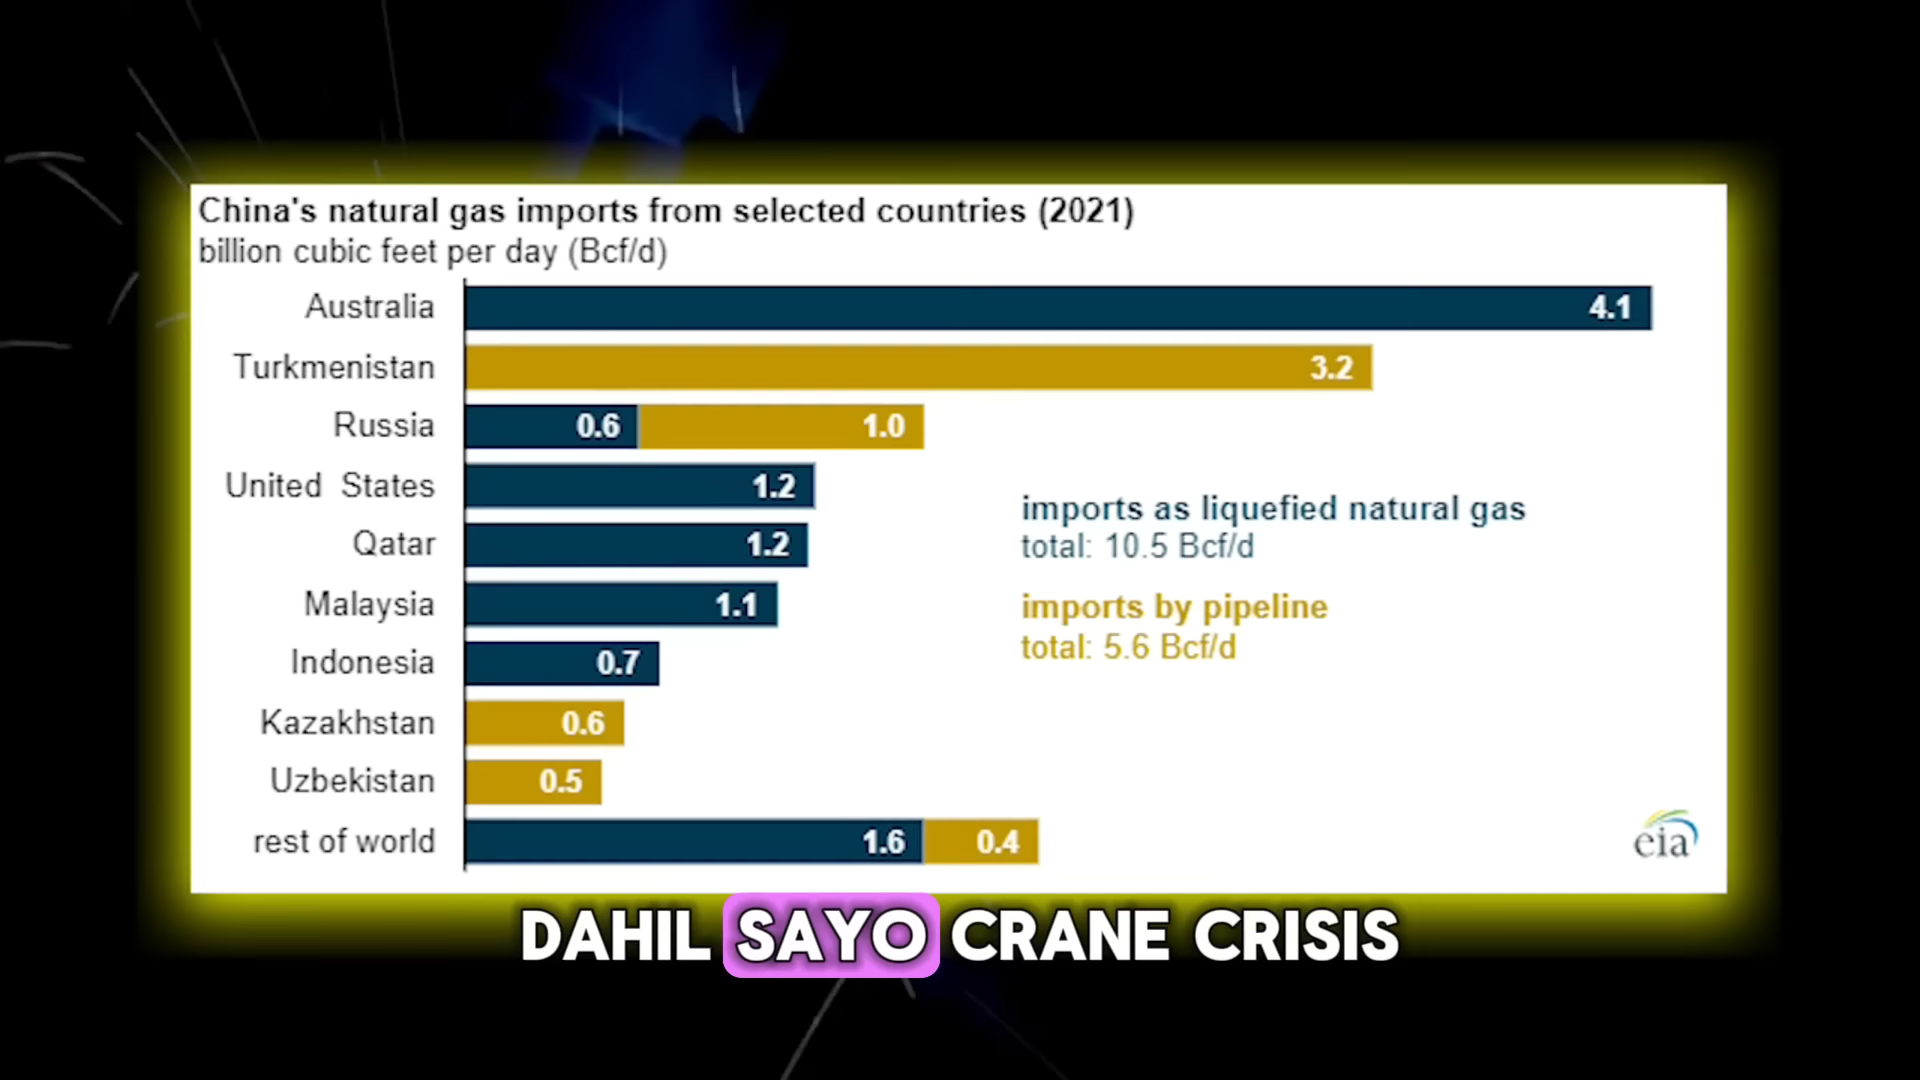 China's natural gas imports from selected countries (2021)
billion cubic feet per day (Bcf/d)
Australia 4.1
Turkmenistan 3.2
Russia 0.6 1.0
United States 1.2
Qatar 1.2
Malaysia 1.1
Indonesia 0.7
Kazakhstan 0.6
Uzbekistan 0.5
rest of world 1.6 0.4
imports as liquefied natural gas
total: 10.5 Bcf/d
imports by pipeline
total: 5.6 Bcf/d
eia
DAHIL SAYO CRANE CRISIS